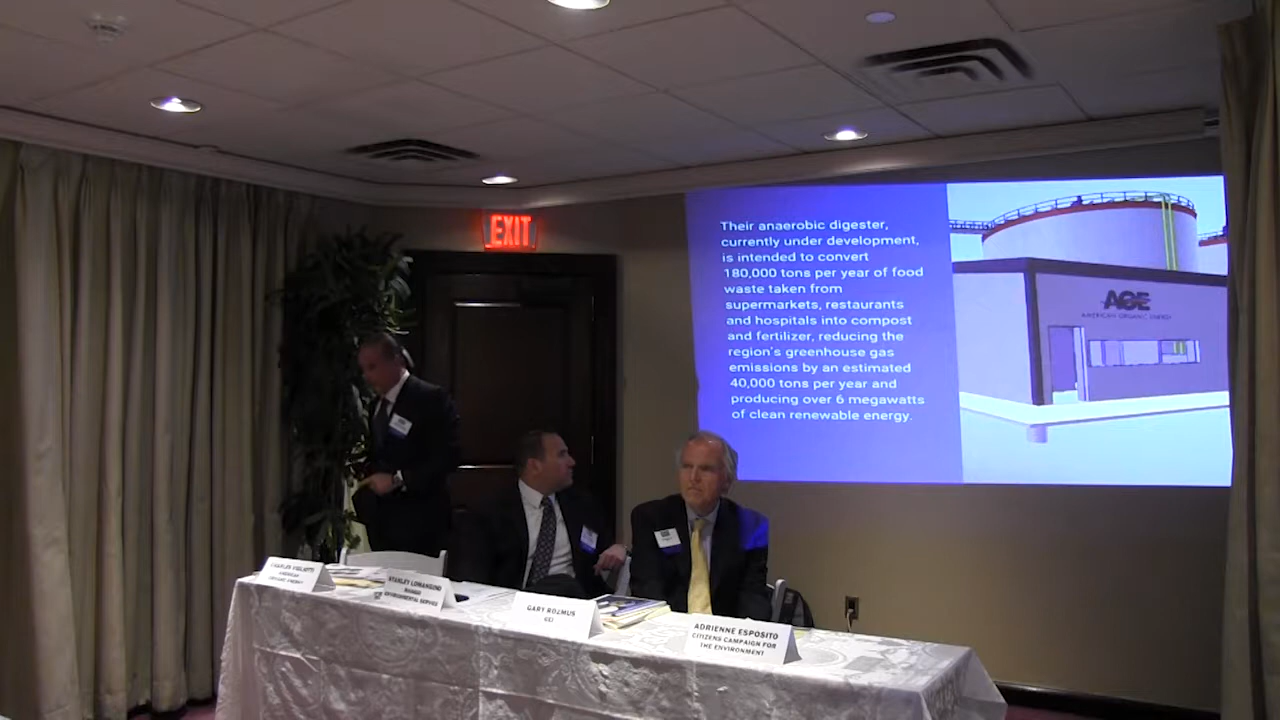 EXIT
Their anaerobic digester,
currently under development,
is intended to convert
180,000 tons per year of food
waste taken from
supermarkets, restaurants
and hospitals into compost
and fertilizer, reducing the
region's greenhouse gas
emissions by an estimated
40,000 tons per year and
producing over 6 megawatts
of clean renewable energy.
AOE
AMERICAN ORGANIC ENERGY
CHARLES
AMERICAN
ORGANIC ENERGY
STANLEY LOMANGINO
ENVIRONMENTAL SERVICES
GARY ROZMUS
GEI
ADRIENNE ESPOSITO
CITIZENS CAMPAIGN FOR
THE ENVIRONMENT